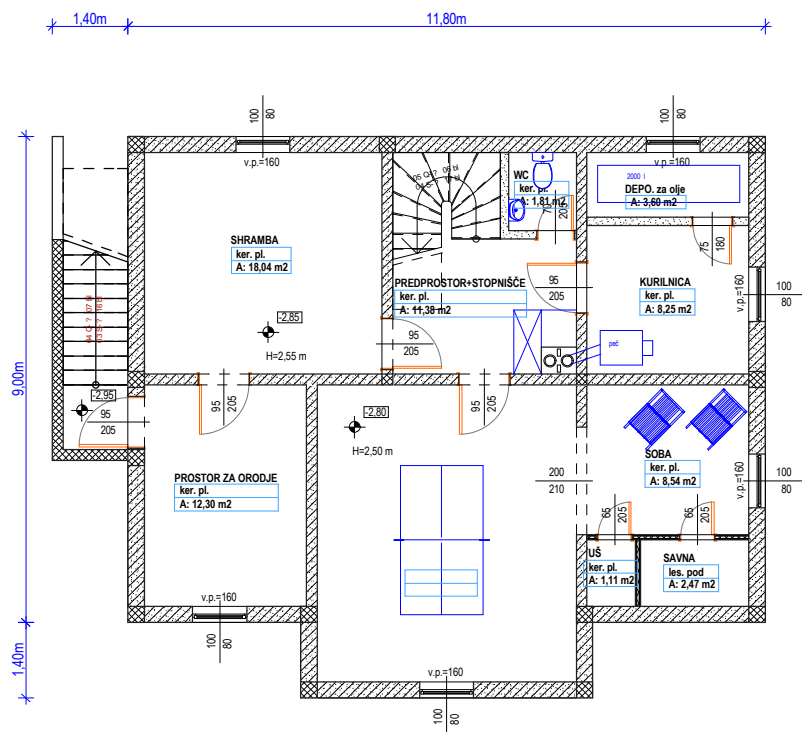 1,40m
11,80m
100
80
100
80
v.p.=160
v.p.=160
WC
ker. pl.
A: 1,81 m2
205
2000 l
DEPO. za olje
A: 3,60 m2
75
180
SHRAMBA
ker. pl.
A: 18,04 m2
PREDPROSTOR+STOPNIŠČE
ker. pl.
A: 11,38 m2
95
205
KURILNICA
ker. pl.
A: 8,25 m2
v.p.=160
100
80
-2,85
H=2,55 m
95
205
peč
9,00m
-2,95
95
205
95
205
-2,80
H=2,50 m
95
205
SOBA
ker. pl.
A: 8,54 m2
v.p.=160
100
80
PROSTOR ZA ORODJE
ker. pl.
A: 12,30 m2
200
210
65
205
65
205
UŠ
ker. pl.
A: 1,11 m2
SAVNA
les. pod
A: 2,47 m2
v.p.=160
100
80
1,40m
v.p.=160
100
80